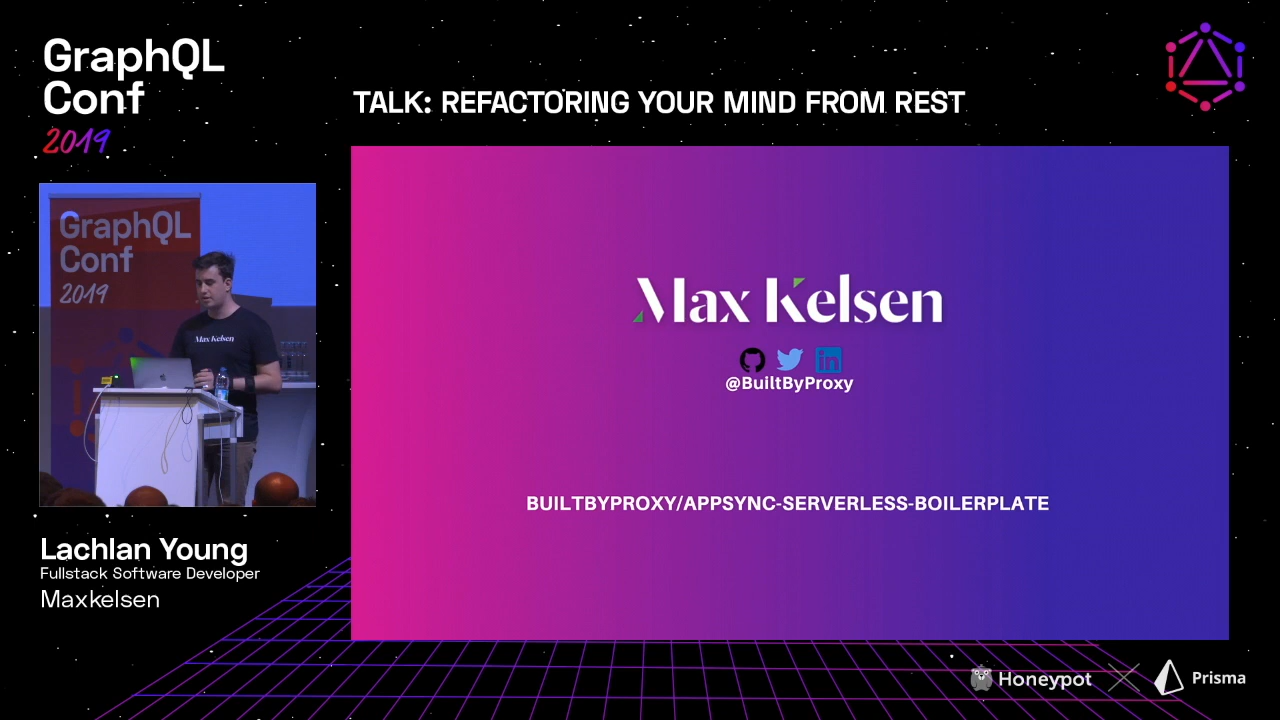 GraphQL
Conf
2019
TALK: REFACTORING YOUR MIND FROM REST
GraphQL
Conf
2019
Max Kelsen
Max Kelsen
in
@BuiltByProxy
BUILTBYPROXY/APPSYNC-SERVERLESS-BOILERPLATE
Lachlan Young
Fullstack Software Developer
Maxkelsen
Honeypot
Prisma